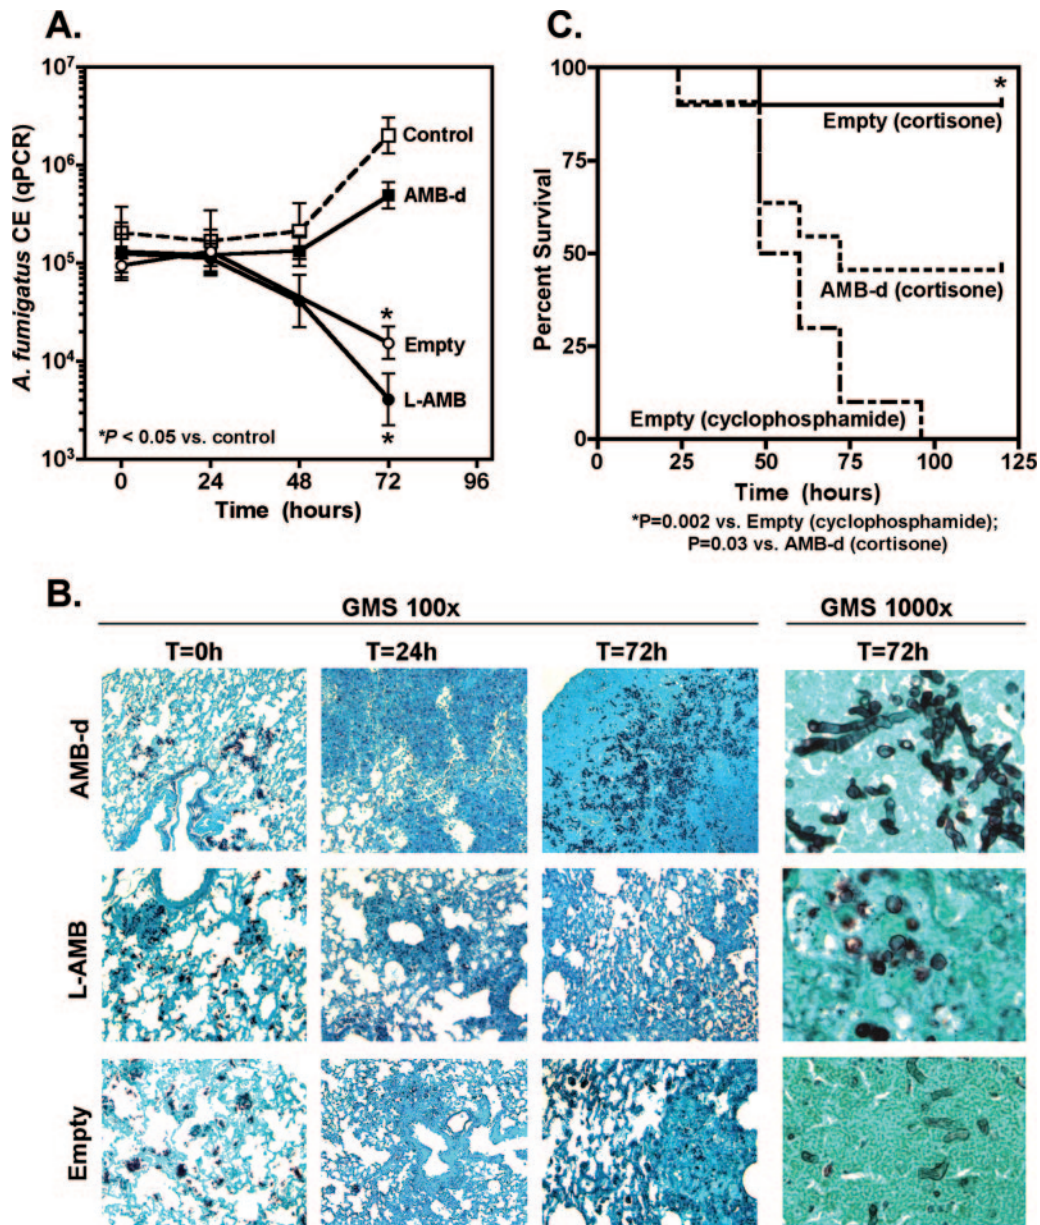 A.
10⁷
10⁶
10⁵
10⁴
10³
A. fumigatus CE (qPCR)
Control
AMB-d
Empty
L-AMB
*
*
*P < 0.05 vs. control
0 24 48 72 96
Time (hours)
C.
100
75
50
25
0
Percent Survival
*
Empty (cortisone)
AMB-d (cortisone)
Empty (cyclophosphamide)
0 25 50 75 100 125
Time (hours)
*P=0.002 vs. Empty (cyclophosphamide);
P=0.03 vs. AMB-d (cortisone)
B.
GMS 100x GMS 1000x
T=0h T=24h T=72h T=72h
AMB-d
L-AMB
Empty